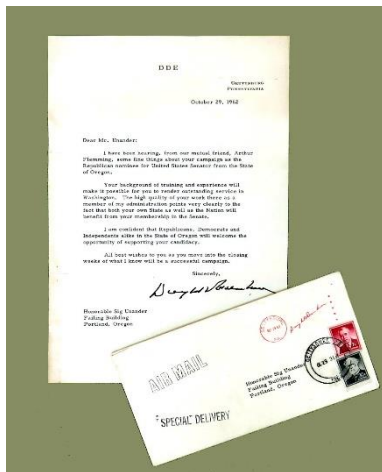 DDE
GETTYSBURG
PENNSYLVANIA
October 29, 1962
Dear Mr. Unander:
I have been hearing, from our mutual friend, Arthur
Flemming, some fine things about your campaign as the
Republican nominee for United States Senator from the State
of Oregon.
Your background of training and experience will
make it possible for you to render outstanding service in
Washington. The high quality of your work there as a
member of my administration points very clearly to the
fact that both your own State as well as the Nation will
benefit from your membership in the Senate.
I am confident that Republicans, Democrats and
Independents alike in the State of Oregon will welcome the
opportunity of supporting your candidacy.
All best wishes to you as you move into the closing
weeks of what I know will be a successful campaign.
Sincerely,
Dwight D Eisenhower
Honorable Sig Unander
Failing Building
Portland, Oregon
AIR MAIL
Honorable Sig Unander
Failing Building
Portland, Oregon
"SPECIAL" DELIVERY